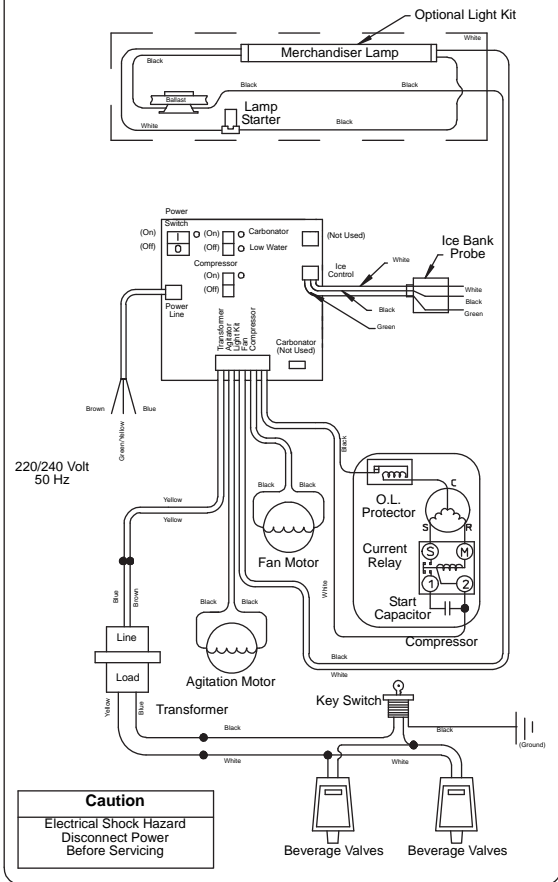 Optional Light Kit
White
Merchandiser Lamp
Black
Black
Black
Ballast
Lamp
Starter
White
Black
Power
Switch
(On)
(Off)
I
O
(On)
(Off)
Carbonator
Low Water
(Not Used)
Compressor
(On)
(Off)
Ice
Control
White
Ice Bank
Probe
White
Black
Green
Black
Green
Power
Line
Transformer
Agitator
Light Kit
Fan
Compressor
Carbonator
(Not Used)
Brown
Green/Yellow
Blue
220/240 Volt
50 Hz
Black
Yellow
Yellow
Black
Black
Fan Motor
White
O.L.
Protector
C
S
R
Current
Relay
S
M
1
2
Start
Capacitor
Compressor
Blue
Brown
Black
Black
Agitation Motor
Black
White
Line
Load
Yellow
Blue
Transformer
Key Switch
Black
Black
(Ground)
White
White
Caution
Electrical Shock Hazard
Disconnect Power
Before Servicing
Beverage Valves
Beverage Valves